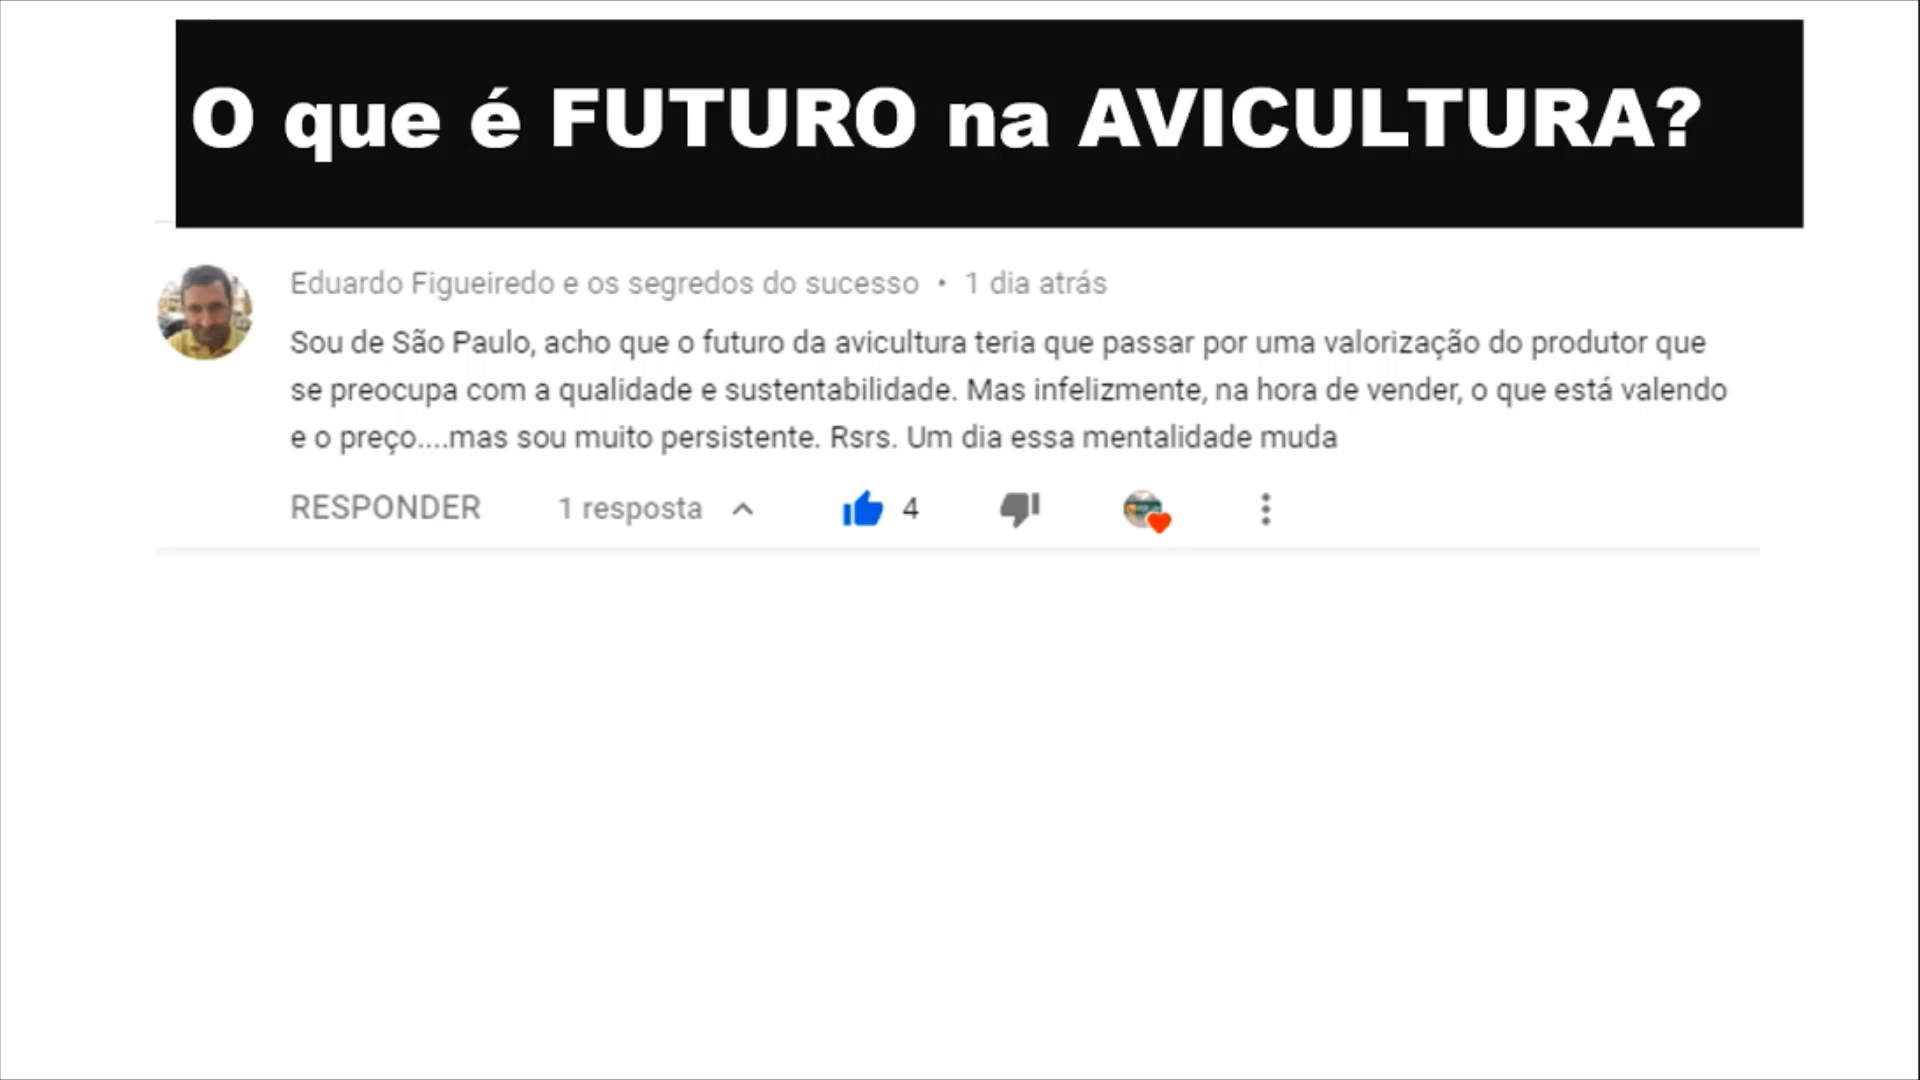 O que é FUTURO na AVICULTURA?
Eduardo Figueiredo e os segredos do sucesso • 1 dia atrás
Sou de São Paulo, acho que o futuro da avicultura teria que passar por uma valorização do produtor que
se preocupa com a qualidade e sustentabilidade. Mas infelizmente, na hora de vender, o que está valendo
e o preço....mas sou muito persistente. Rsrs. Um dia essa mentalidade muda
RESPONDER 1 resposta 4